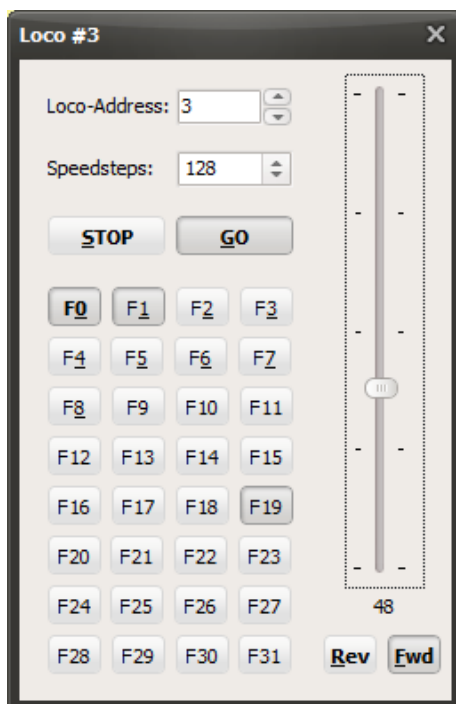 Loco #3
Loco-Address: 3
Speedsteps: 128
STOP GO
F0 F1 F2 F3
F4 F5 F6 F7
F8 F9 F10 F11
F12 F13 F14 F15
F16 F17 F18 F19
F20 F21 F22 F23
F24 F25 F26 F27
F28 F29 F30 F31
48
Rev Fwd